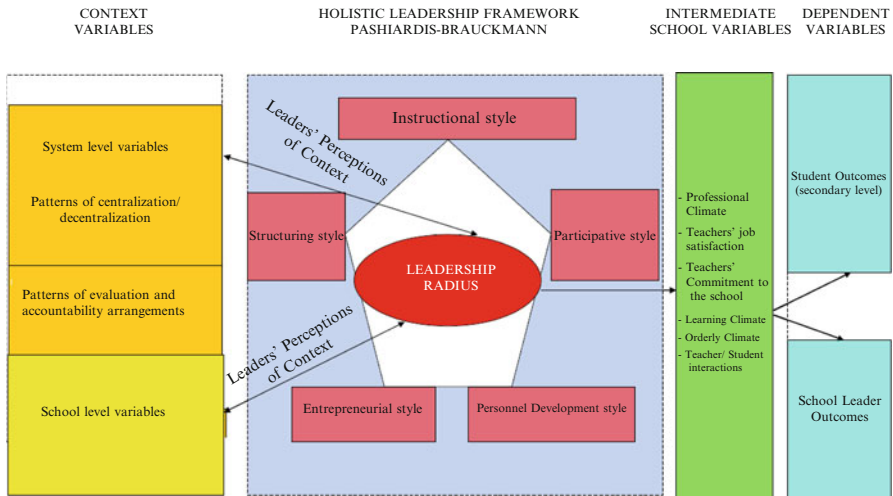 CONTEXT
VARIABLES
HOLISTIC LEADERSHIP FRAMEWORK
PASHIARDIS-BRAUCKMANN
INTERMEDIATE
SCHOOL VARIABLES
DEPENDENT
VARIABLES
System level variables
Patterns of centralization/
decentralization
Patterns of evaluation and
accountability arrangements
School level variables
Leaders' Perceptions
of Context
Leaders' Perceptions
of Context
Instructional style
Structuring style
Participative style
LEADERSHIP
RADIUS
Entrepreneurial style
Personnel Development style
- Professional
Climate
- Teachers' job
satisfaction
- Teachers'
Commitment to
the school
- Learning Climate
- Orderly Climate
- Teacher/ Student
interactions
Student Outcomes
(secondary level)
School Leader
Outcomes